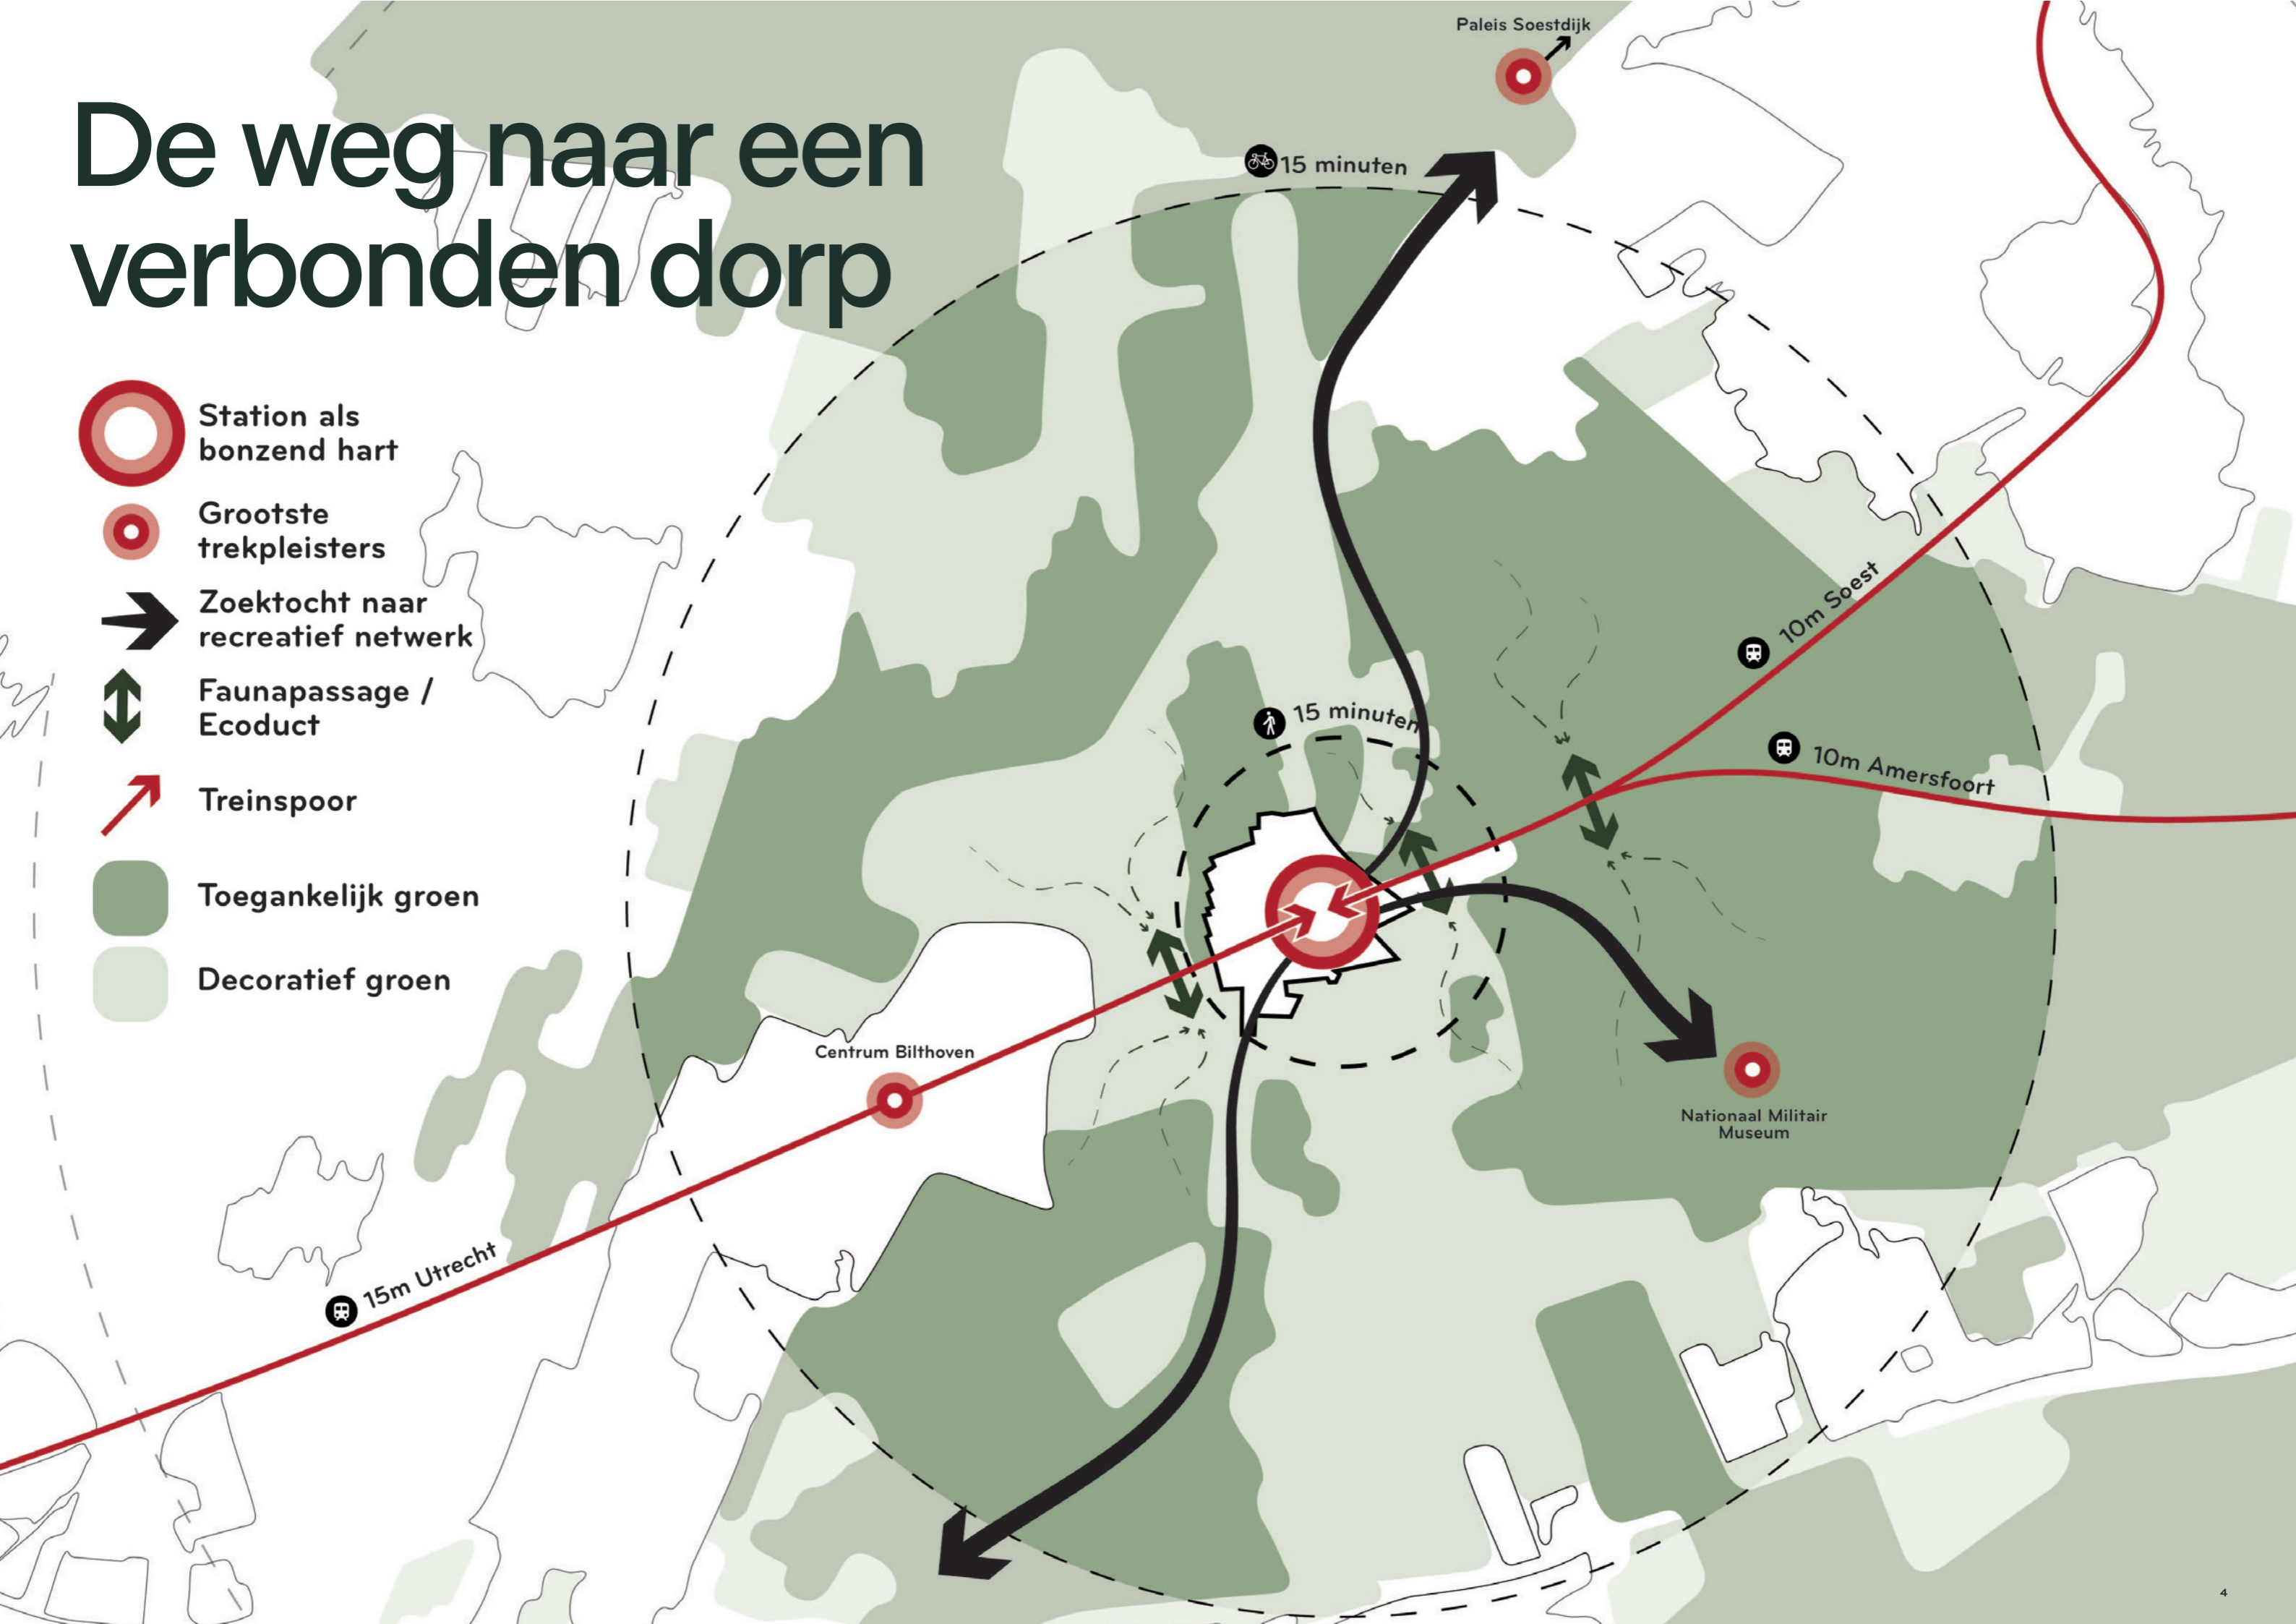 De weg naar een
verbonden dorp
Station als
bonzend hart
Grootste
trekpleisters
Zoektocht naar
recreatief netwerk
Faunapassage /
Ecoduct
Treinspoor
Toegankelijk groen
Decoratief groen
Paleis Soestdijk
15 minuten
10m Soest
15 minuten
10m Amersfoort
Centrum Bilthoven
Nationaal Militair
Museum
15m Utrecht
4